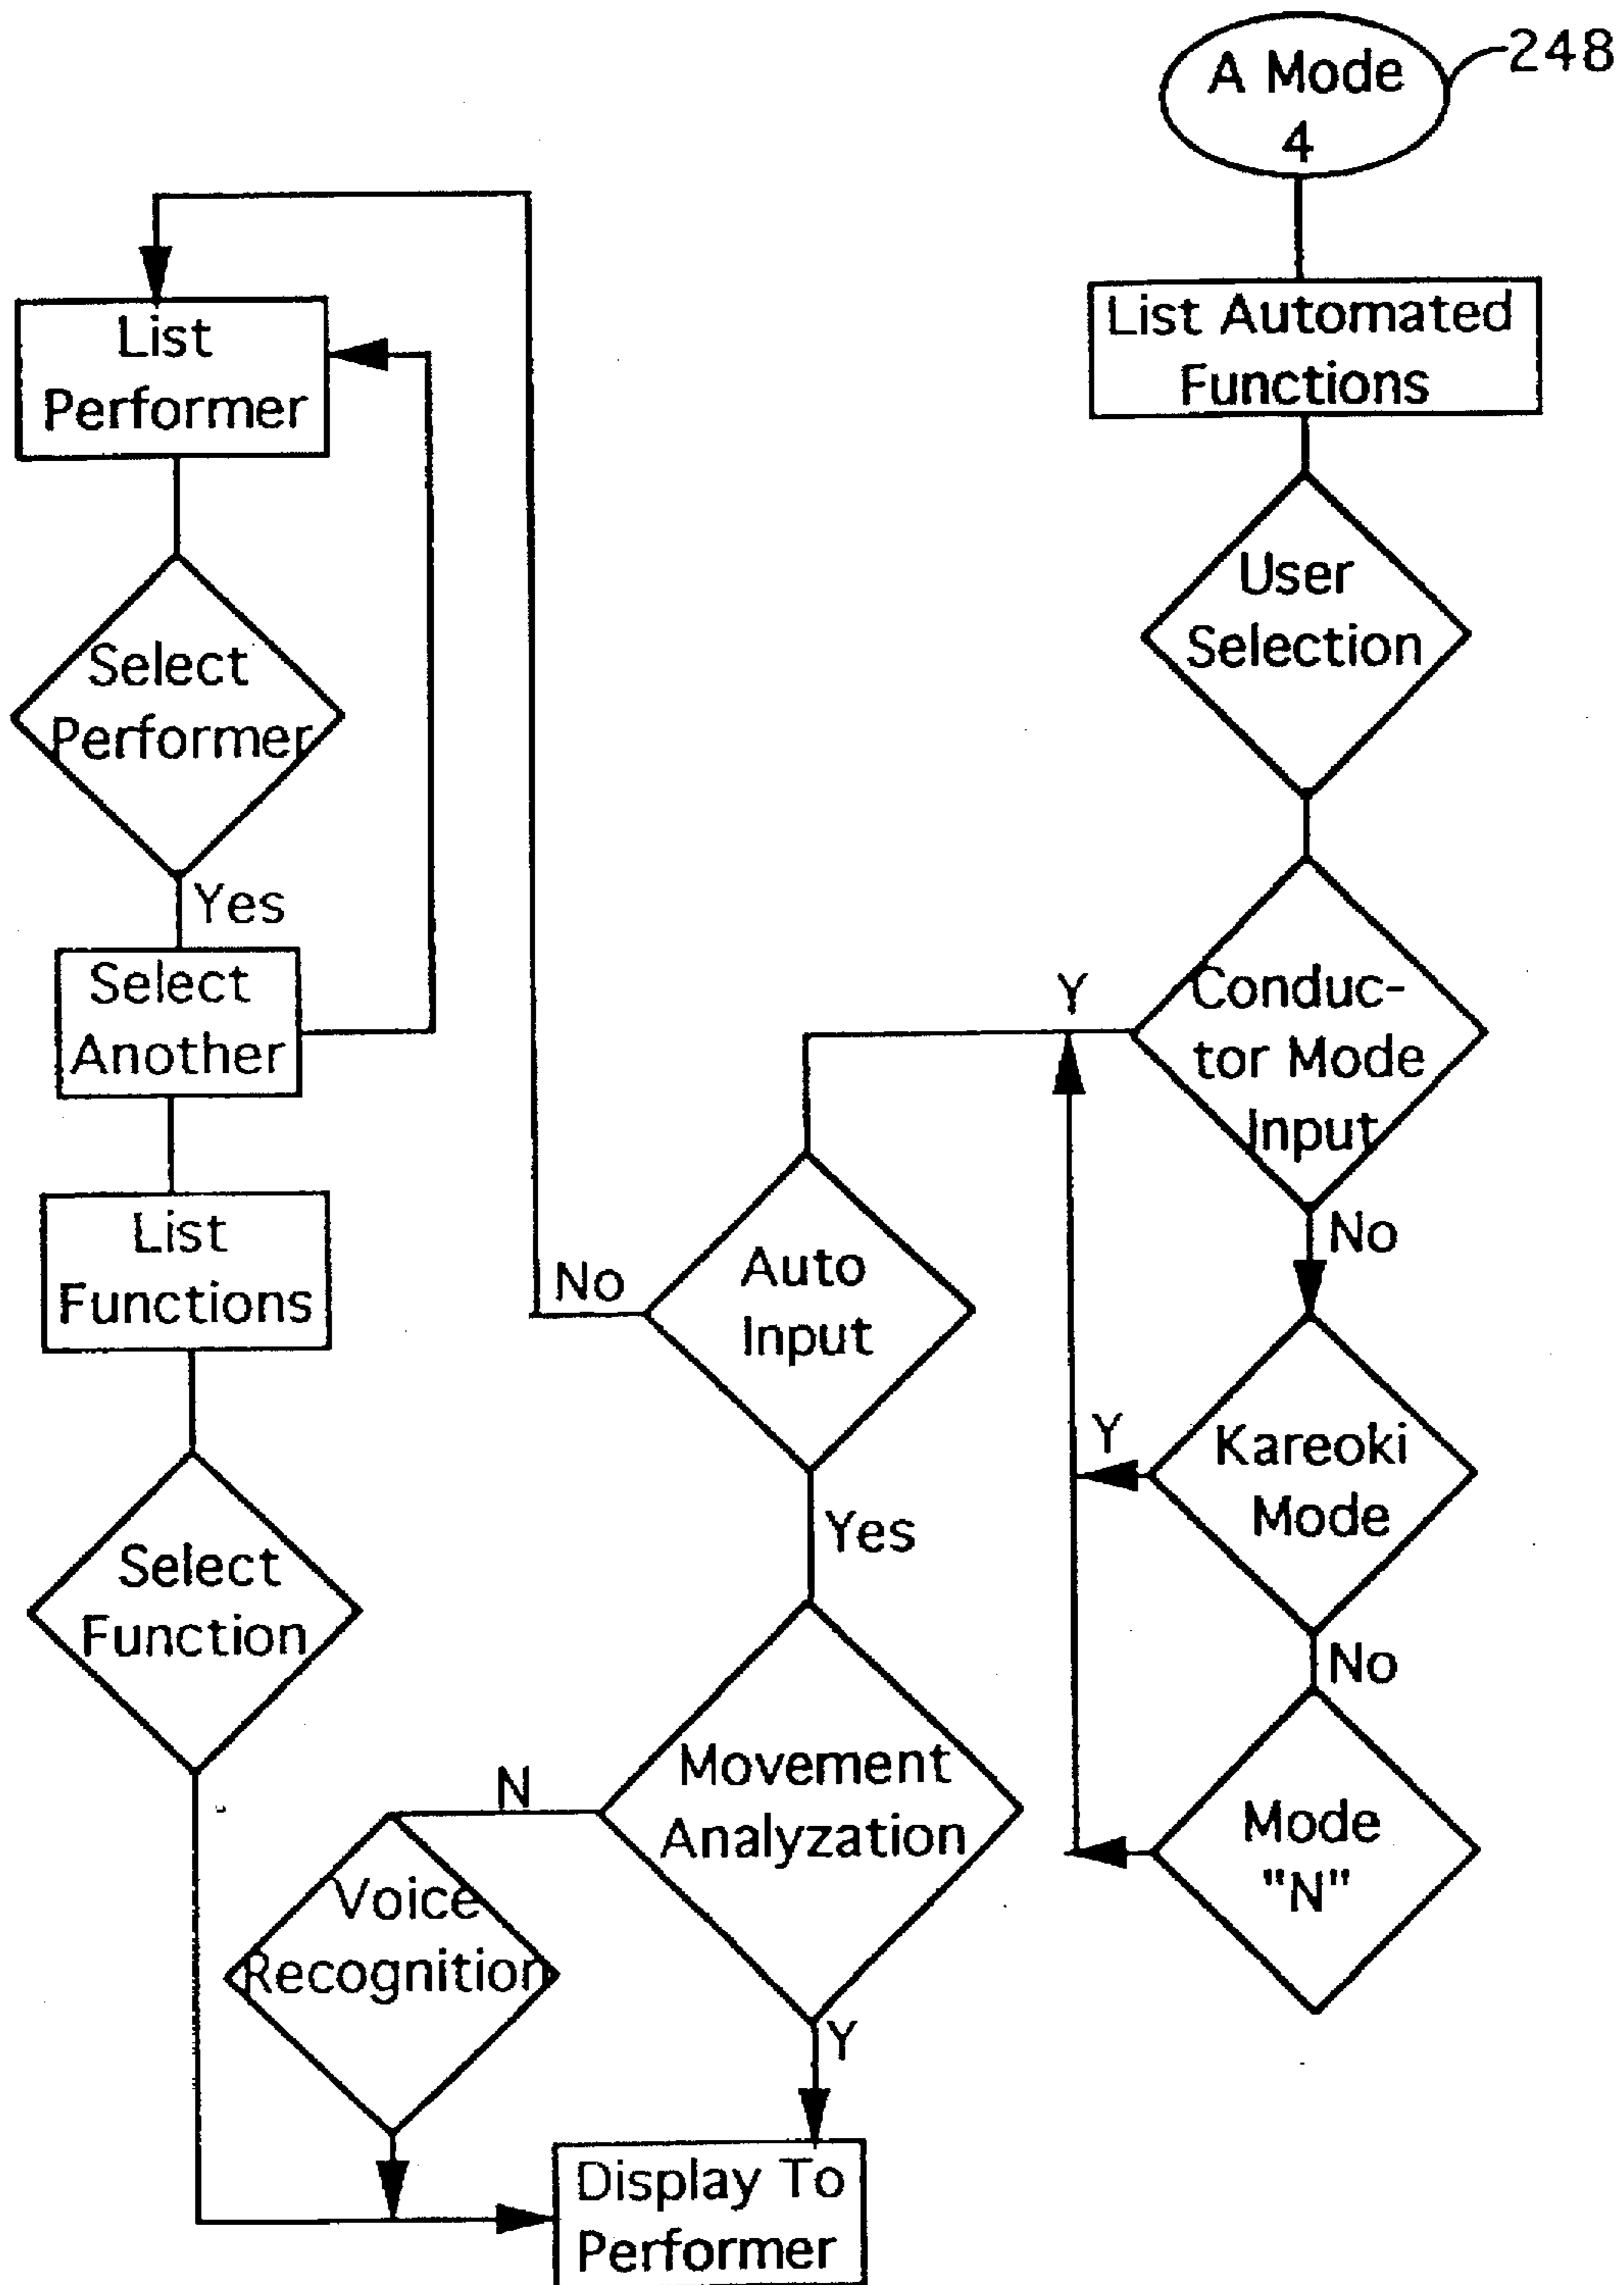 A Mode
4
248
List Automated
Functions
User
Selection
Conduc-
tor Mode
Input
Y
No
Kareoki
Mode
Y
No
Mode
"N"
Auto
Input
No
Yes
Movement
Analyzation
N
Y
Voice
Recognition
List
Performer
Select
Performer
Yes
Select
Another
List
Functions
Select
Function
Display To
Performer